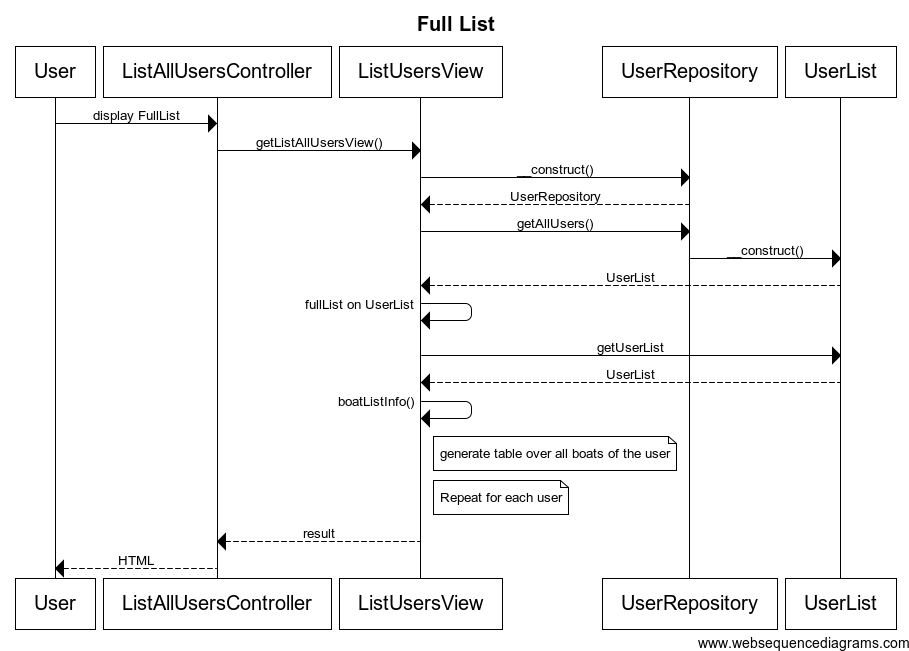 Full List
User
ListAllUsersController
ListUsersView
UserRepository
UserList
display FullList
getListAllUsersView()
__construct()
UserRepository
getAllUsers()
__construct()
UserList
fullList on UserList
getUserList
UserList
boatListInfo()
generate table over all boats of the user
Repeat for each user
result
HTML
User
ListAllUsersController
ListUsersView
UserRepository
UserList
www.websequencediagrams.com